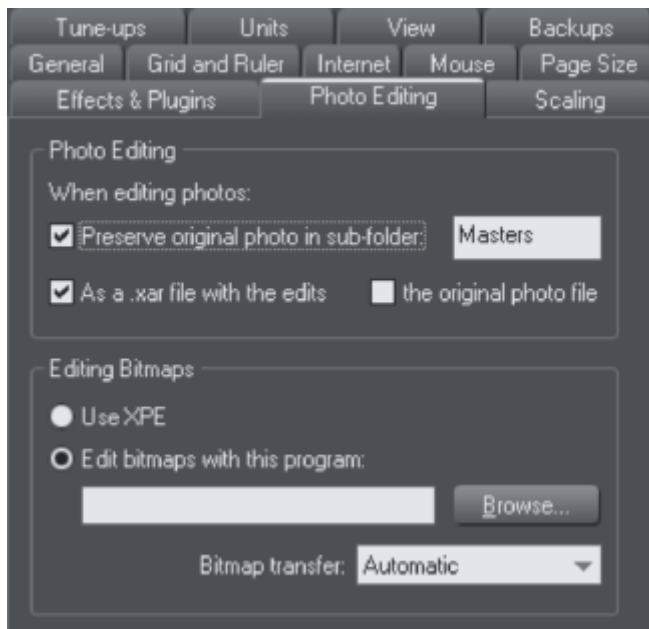 Tune-ups Units View Backups
General Grid and Ruler Internet Mouse Page Size
Effects & Plugins Photo Editing Scaling
Photo Editing
When editing photos:
Preserve original photo in sub-folder: Masters
As a .xar file with the edits the original photo file
Editing Bitmaps
Use XPE
Edit bitmaps with this program:
Browse...
Bitmap transfer: Automatic